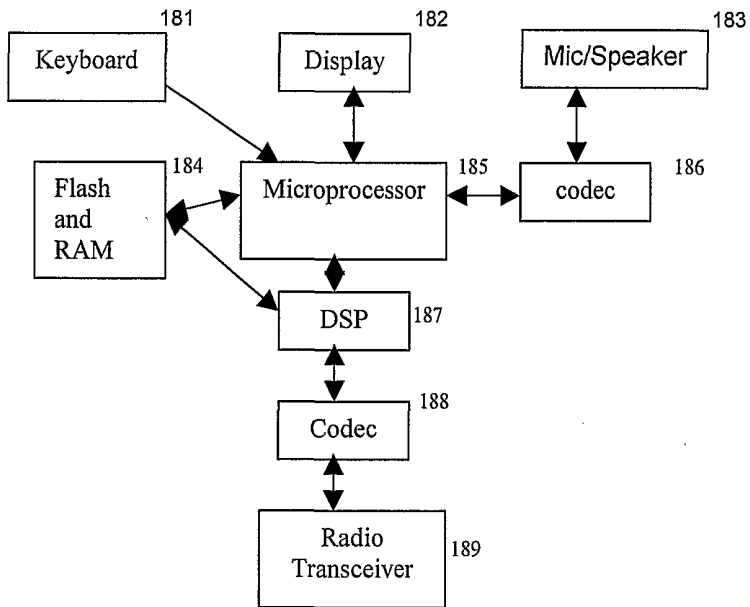 181
182
183
Keyboard
Display
Mic/Speaker
184
Flash
and
RAM
Microprocessor
185
codec
186
DSP
187
Codec
188
Radio
Transceiver
189